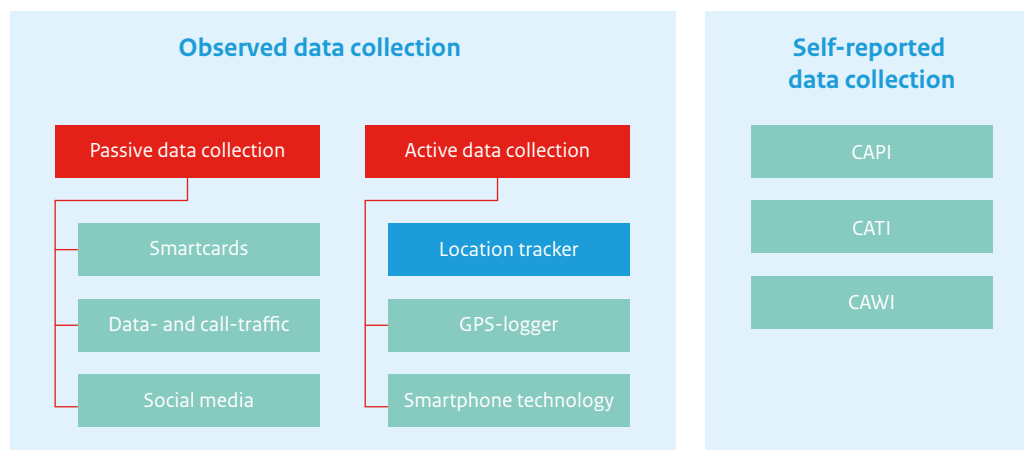 Observed data collection
Passive data collection
Smartcards
Data- and call-traffic
Social media
Active data collection
Location tracker
GPS-logger
Smartphone technology
Self-reported
data collection
CAPI
CATI
CAWI